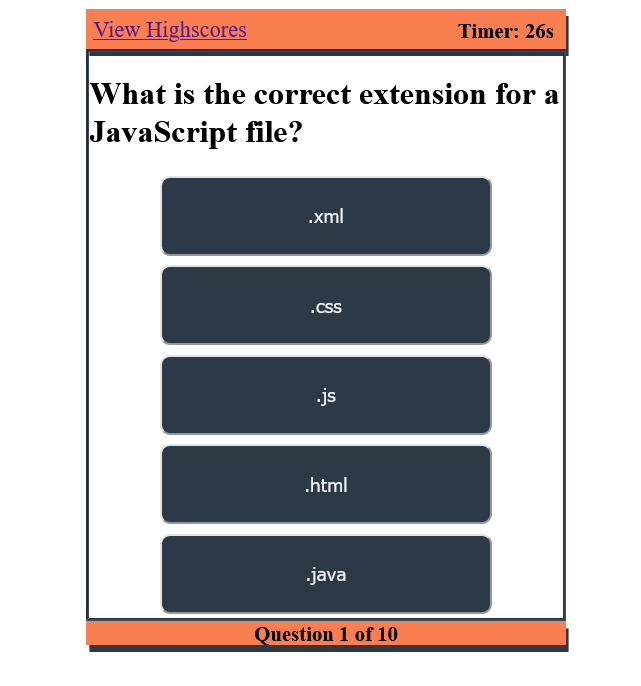 View Highscores Timer: 26s
What is the correct extension for a
JavaScript file?
.xml
.css
.js
.html
.java
Question 1 of 10